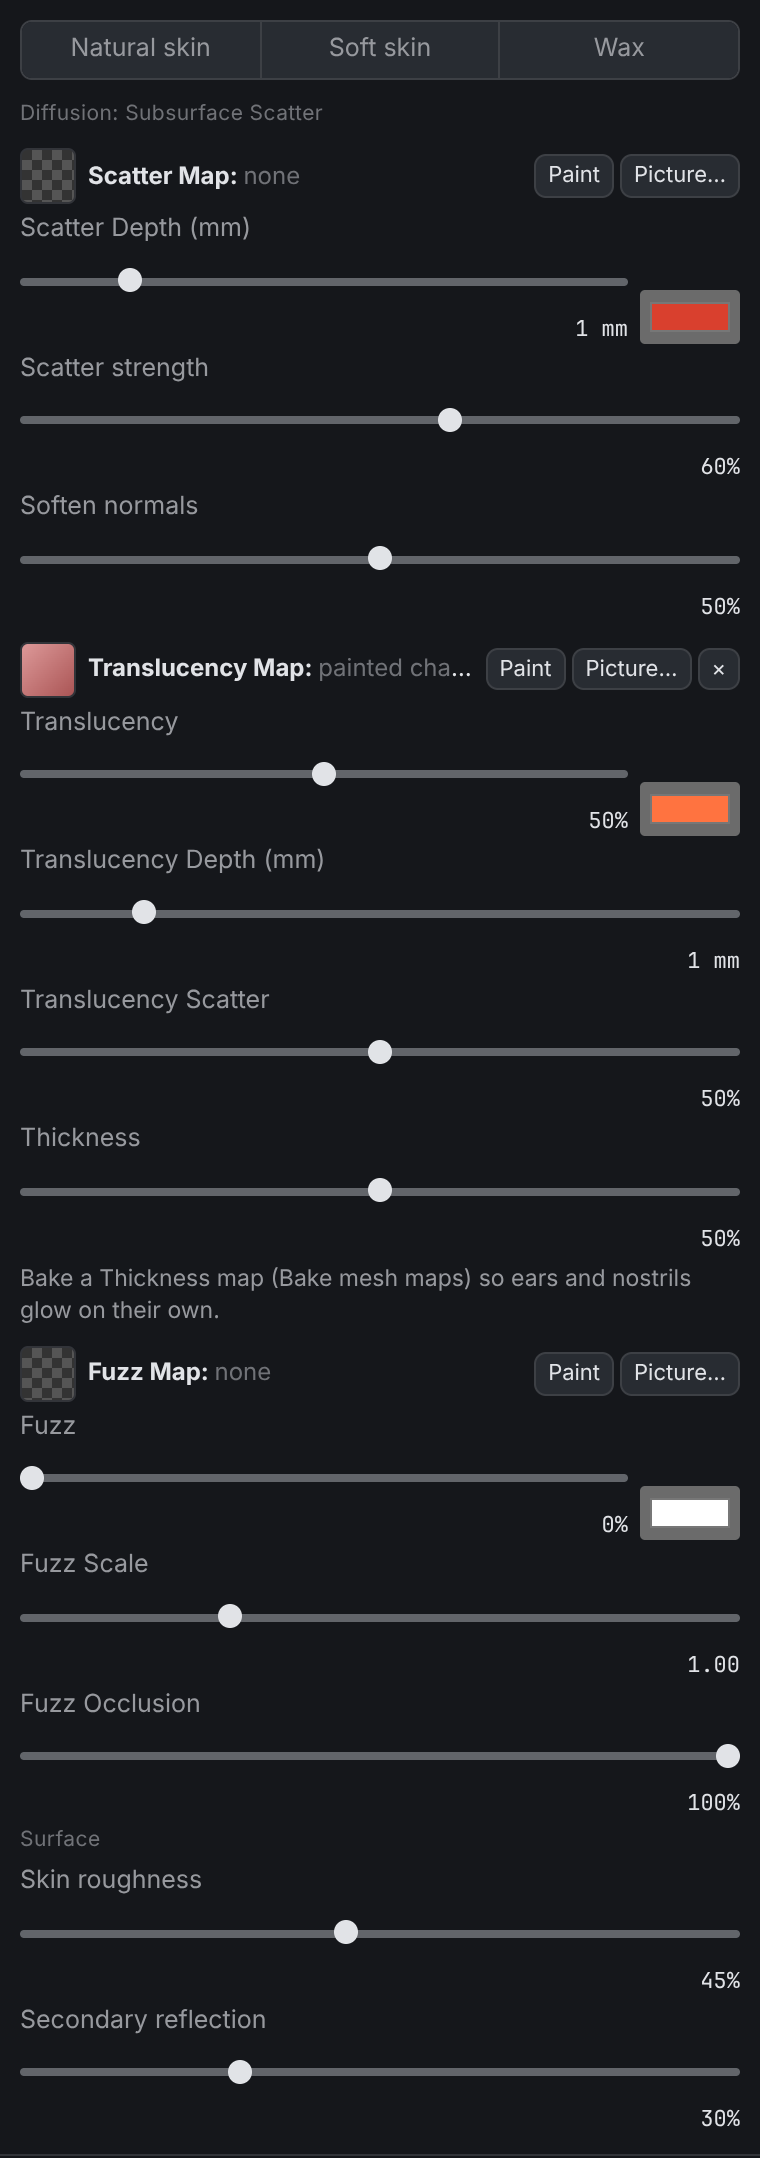 Natural skin Soft skin Wax
Diffusion: Subsurface Scatter
Scatter Map: none Paint Picture...
Scatter Depth (mm)
1 mm
Scatter strength
60%
Soften normals
50%
Translucency Map: painted cha... Paint Picture... ×
Translucency
50%
Translucency Depth (mm)
1 mm
Translucency Scatter
50%
Thickness
50%
Bake a Thickness map (Bake mesh maps) so ears and nostrils
glow on their own.
Fuzz Map: none Paint Picture...
Fuzz
0%
Fuzz Scale
1.00
Fuzz Occlusion
100%
Surface
Skin roughness
45%
Secondary reflection
30%